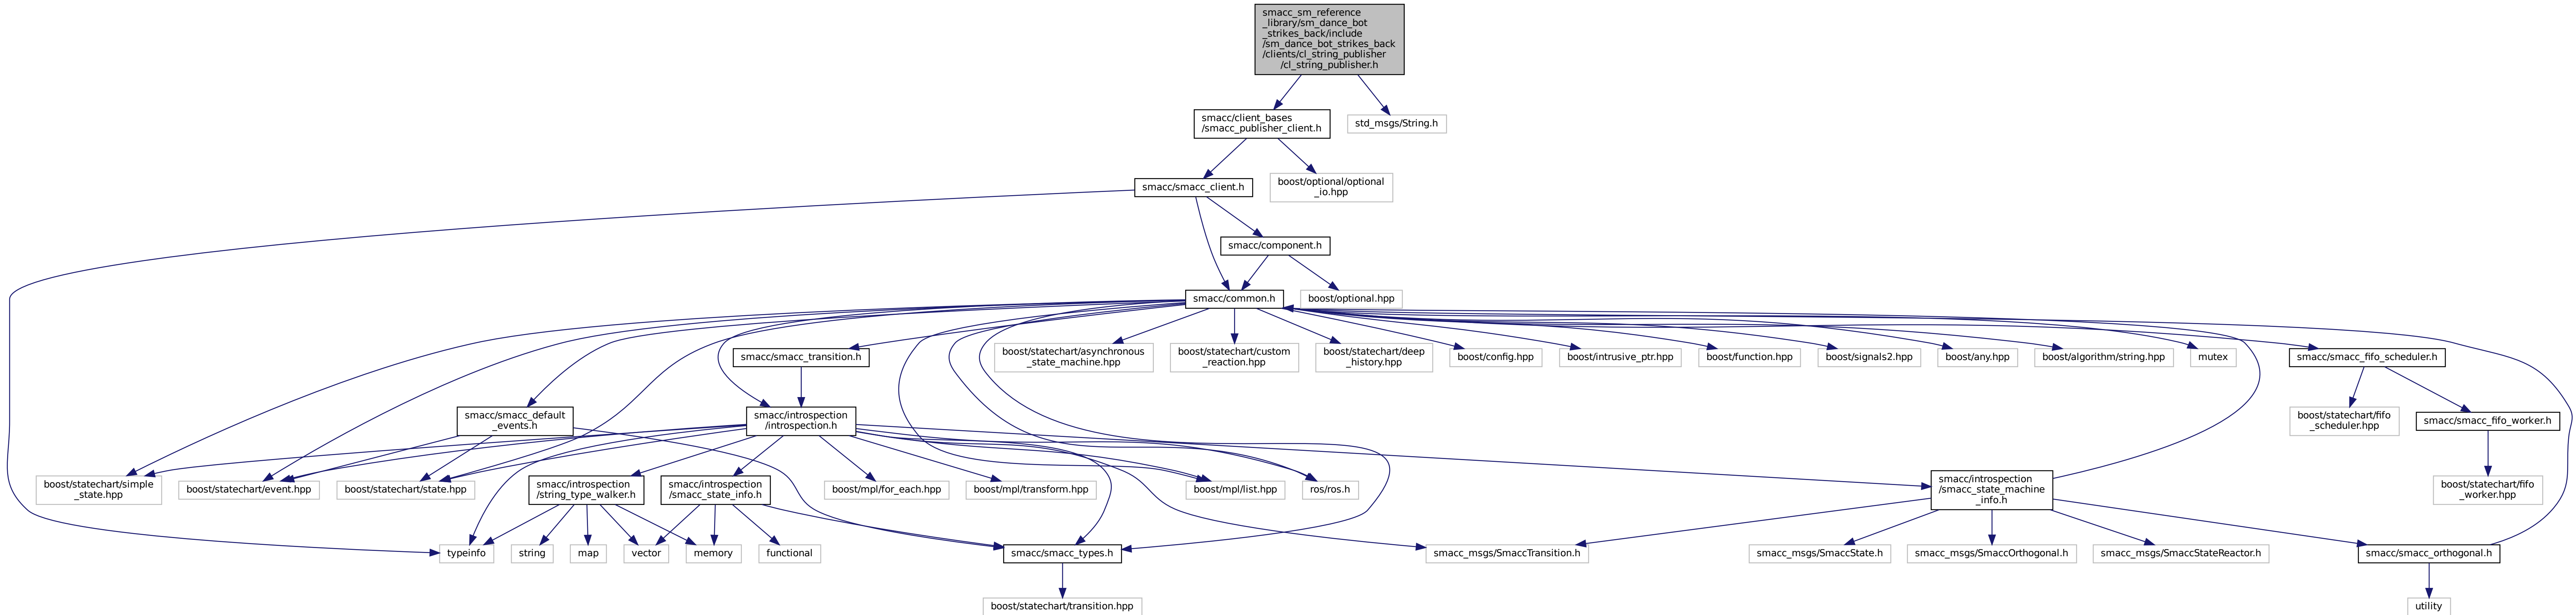 smacc_sm_reference
_library/sm_dance_bot
_strikes_back/include
/sm_dance_bot_strikes_back
/clients/cl_string_publisher
/cl_string_publisher.h
smacc/client_bases
/smacc_publisher_client.h
std_msgs/String.h
smacc/smacc_client.h
boost/optional/optional
_io.hpp
smacc/component.h
smacc/common.h
boost/optional.hpp
smacc/smacc_transition.h
boost/statechart/asynchronous
_state_machine.hpp
boost/statechart/custom
_reaction.hpp
boost/statechart/deep
_history.hpp
boost/config.hpp
boost/intrusive_ptr.hpp
boost/function.hpp
boost/signals2.hpp
boost/any.hpp
boost/algorithm/string.hpp
mutex
smacc/smacc_fifo_scheduler.h
smacc/smacc_default
_events.h
smacc/introspection
/introspection.h
boost/statechart/fifo
_scheduler.hpp
smacc/smacc_fifo_worker.h
boost/statechart/simple
_state.hpp
boost/statechart/event.hpp
boost/statechart/state.hpp
smacc/introspection
/string_type_walker.h
smacc/introspection
/smacc_state_info.h
boost/mpl/for_each.hpp
boost/mpl/transform.hpp
boost/mpl/list.hpp
ros/ros.h
smacc/introspection
/smacc_state_machine
_info.h
boost/statechart/fifo
_worker.hpp
typeinfo
string
map
vector
memory
functional
smacc/smacc_types.h
smacc_msgs/SmaccTransition.h
smacc_msgs/SmaccState.h
smacc_msgs/SmaccOrthogonal.h
smacc_msgs/SmaccStateReactor.h
smacc/smacc_orthogonal.h
boost/statechart/transition.hpp
utility